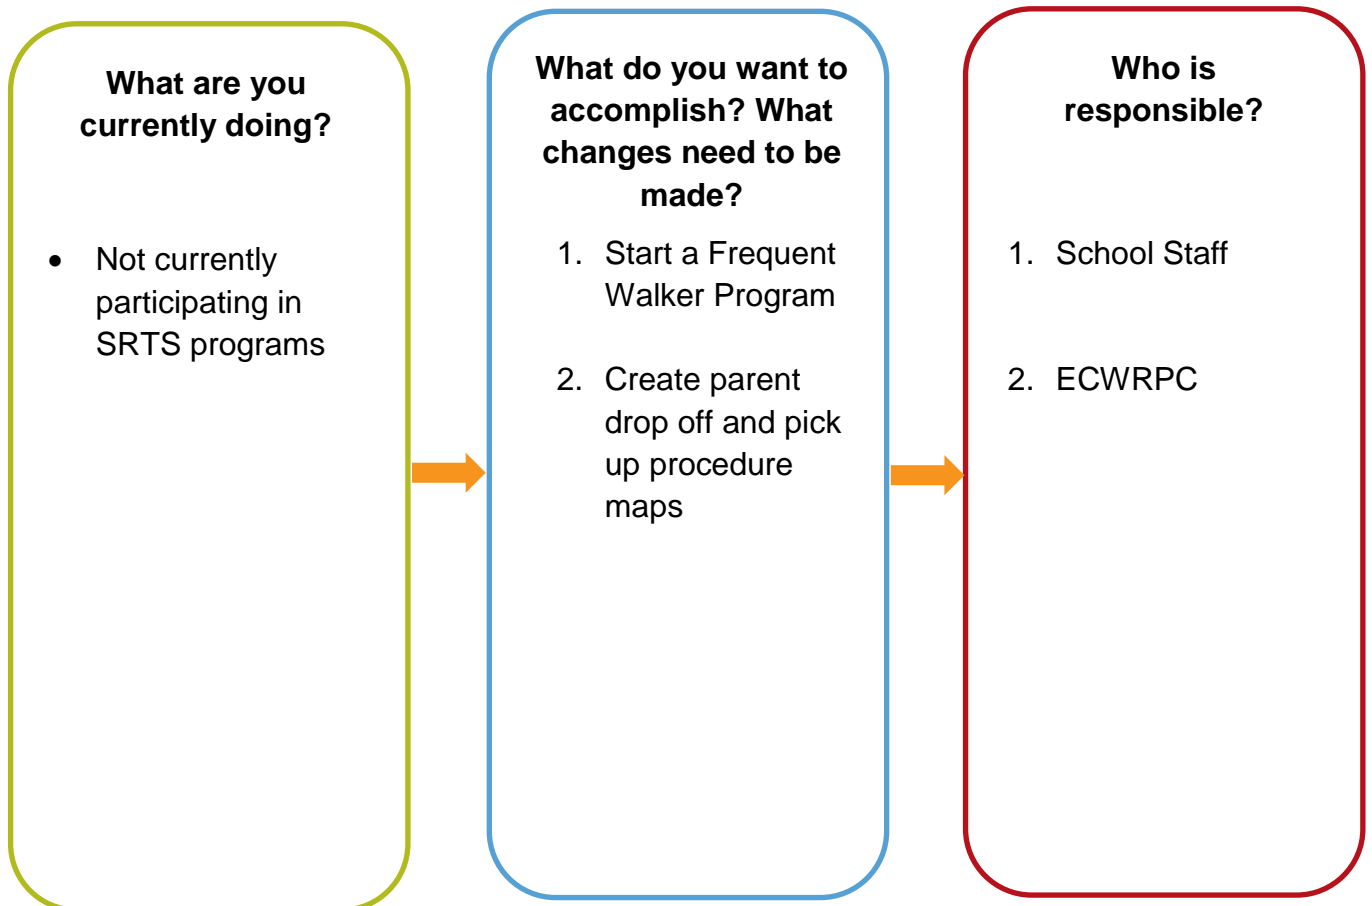 What are you
currently doing?
• Not currently
participating in
SRTS programs
What do you want to
accomplish? What
changes need to be
made?
1. Start a Frequent
Walker Program
2. Create parent
drop off and pick
up procedure
maps
Who is
responsible?
1. School Staff
2. ECWRPC